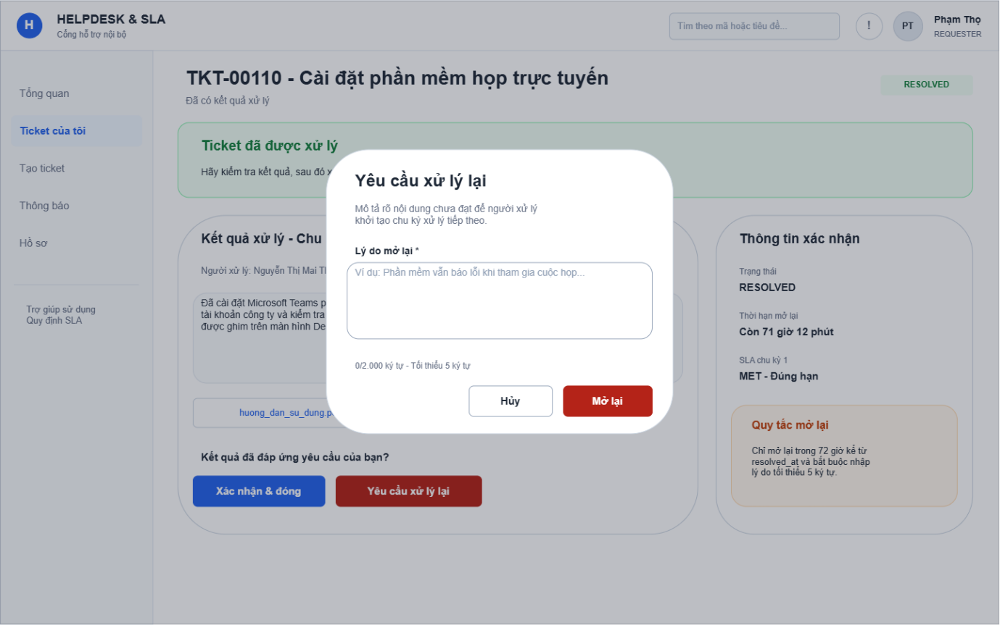 H
HELPDESK & SLA
Cổng hỗ trợ nội bộ
Tìm theo mã hoặc tiêu đề...
!
PT
Phạm Thọ
REQUESTER
Tổng quan
Ticket của tôi
Tạo ticket
Thông báo
Hồ sơ
Trợ giúp sử dụng
Quy định SLA
TKT-00110 - Cài đặt phần mềm họp trực tuyến
Đã có kết quả xử lý
RESOLVED
Ticket đã được xử lý
Hãy kiểm tra kết quả, sau đó x
Kết quả xử lý - Chu
Người xử lý: Nguyễn Thị Mai
Đã cài đặt Microsoft Teams p
tài khoản công ty và kiểm tra
được ghim trên màn hình De
huong_dan_su_dung.p
Kết quả đã đáp ứng yêu cầu của bạn?
Xác nhận & đóng
Yêu cầu xử lý lại
Yêu cầu xử lý lại
Mô tả rõ nội dung chưa đạt để người xử lý
khởi tạo chu kỳ xử lý tiếp theo.
Lý do mở lại *
Ví dụ: Phần mềm vẫn báo lỗi khi tham gia cuộc họp...
0/2.000 ký tự - Tối thiểu 5 ký tự
Hủy
Mở lại
Thông tin xác nhận
Trạng thái
RESOLVED
Thời hạn mở lại
Còn 71 giờ 12 phút
SLA chu kỳ 1
MET - Đúng hạn
Quy tắc mở lại
Chỉ mở lại trong 72 giờ kể từ
resolved_at và bắt buộc nhập
lý do tối thiểu 5 ký tự.